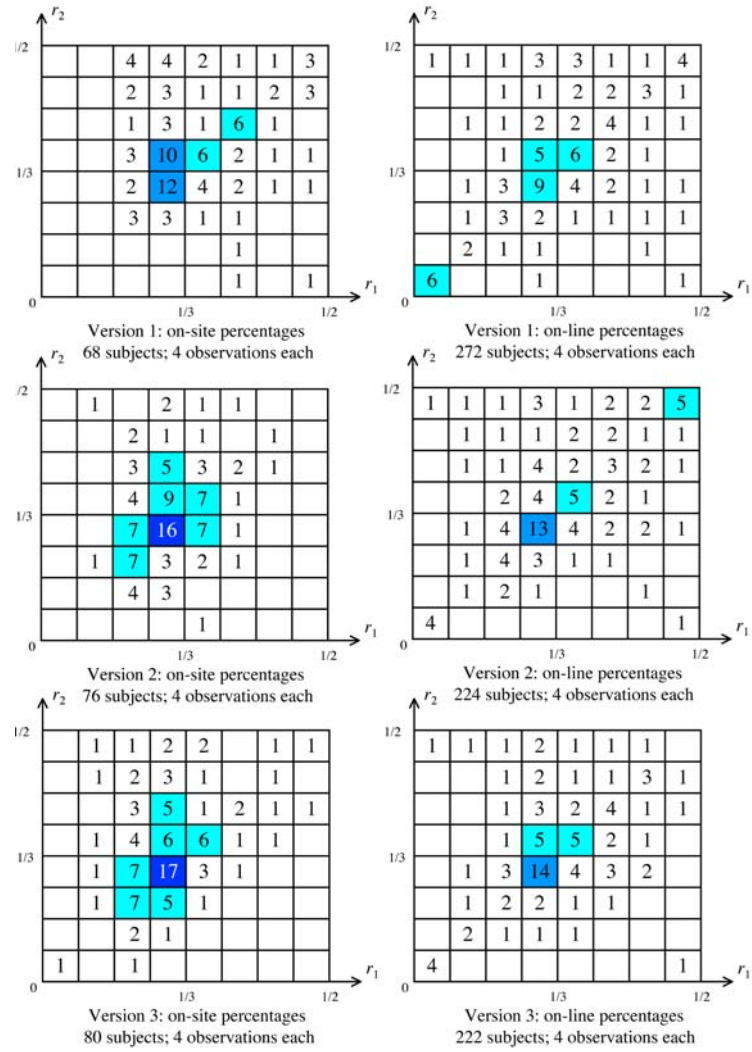 r2
1/2
4 4 2 1 1 3
2 3 1 1 2 3
1 3 1 6 1
3 10 6 2 1 1
1/3
2 12 4 2 1 1
3 3 1 1
1
1 1
0
r1
1/3
1/2
Version 1: on-site percentages
68 subjects; 4 observations each
r2
1/2
1 1 1 3 3 1 1 4
1 1 2 2 3 1
1 1 2 2 4 1 1
1 5 6 2 1
1/3
1 3 9 4 2 1 1
1 3 2 1 1 1 1
2 1 1 1
6 1 1
0
r1
1/3
1/2
Version 1: on-line percentages
272 subjects; 4 observations each
r2
/2
1 2 1 1
2 1 1 1
3 5 3 2 1
4 9 7 1
1/3
7 16 7 1
1 7 3 2 1
4 3
1
0
r1
1/3
1/2
Version 2: on-site percentages
76 subjects; 4 observations each
r2
1/2
1 1 1 3 1 2 2 5
1 1 1 2 2 1 1
1 1 4 2 3 2 1
2 4 5 2 1
1/3
1 4 13 4 2 2 1
1 4 3 1 1
1 2 1 1
4 1
0
r1
1/3
1/2
Version 2: on-line percentages
224 subjects; 4 observations each
r2
1/2
1 1 2 2 1 1
1 2 3 1 1
3 5 1 2 1 1
1 4 6 6 1 1
1/3
1 7 17 3 1
1 7 5 1
2 1
1 1
0
r1
1/3
1/2
Version 3: on-site percentages
80 subjects; 4 observations each
r2
1/2
1 1 1 2 1 1 1
1 2 1 1 3 1
1 3 2 4 1 1
1 5 5 2 1
1/3
1 3 14 4 3 2
1 2 2 1 1
2 1 1 1
4 1
0
r1
1/3
1/2
Version 3: on-line percentages
222 subjects; 4 observations each